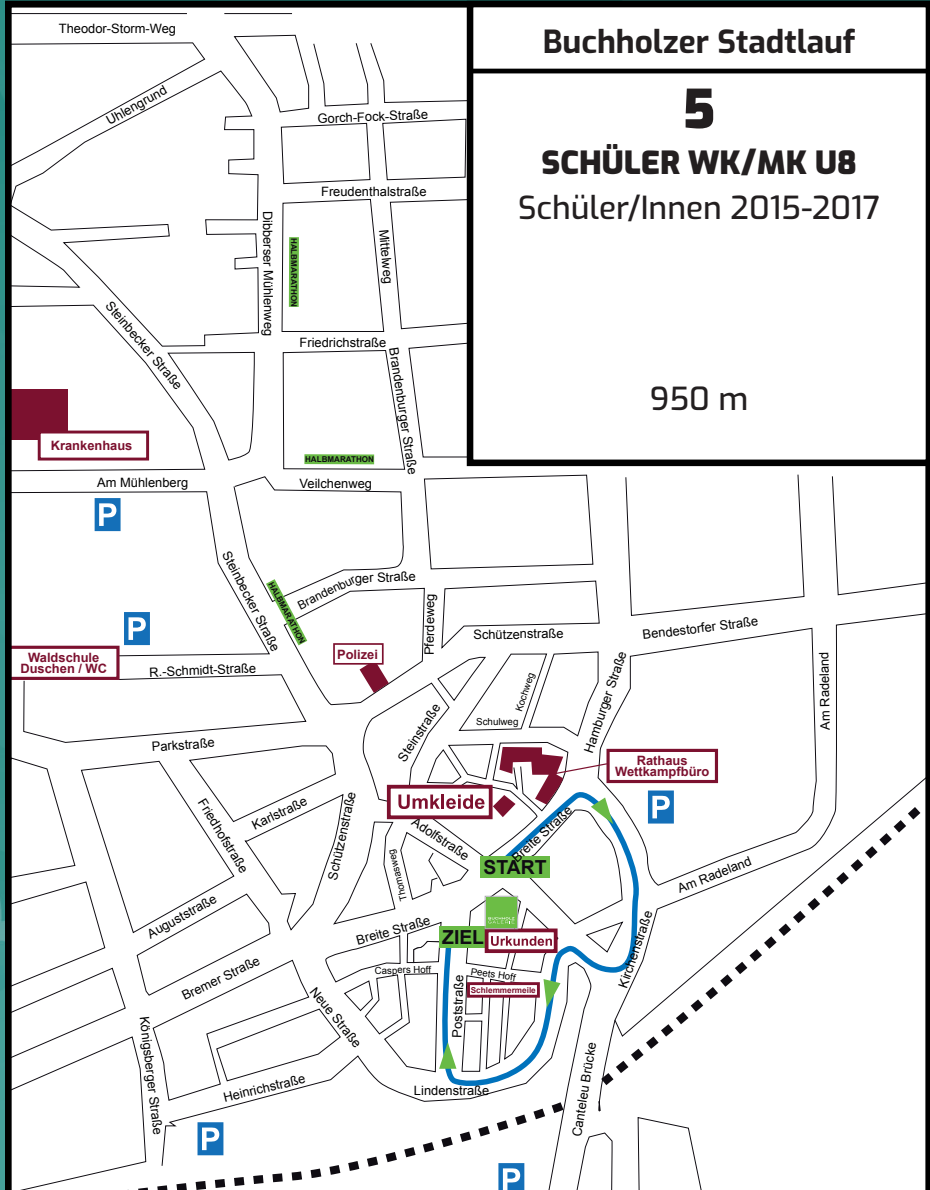 Buchholzer Stadtlauf
5
SCHÜLER WK/MK U8
Schüler/Innen 2015-2017
950 m
Theodor-Storm-Weg
Uhlengrund
Gorch-Fock-Straße
Freudenthalstraße
Dibberser Mühlenweg
HALBMARATHON
Mittelweg
Steinbecker Straße
Friedrichstraße
Brandenburger Straße
Krankenhaus
HALBMARATHON
Am Mühlenberg
Veilchenweg
P
Steinbecker Straße
HALBMARATHON
Brandenburger Straße
Pferdeweg
P
Schützenstraße
Bendestorfer Straße
Waldschule
Duschen / WC
R.-Schmidt-Straße
Polizei
Kochweg
Hamburger Straße
Am Radeland
Schulweg
Steinstraße
Parkstraße
Rathaus
Wettkampfbüro
Umkleide
P
Friedhofstraße
Karlstraße
Schützenstraße
Adolfstraße
Breite Straße
START
Thomasweg
Am Radeland
Auguststraße
BUCHHOLZ
GALERIE
Breite Straße
ZIEL
Urkunden
Kirchenstraße
Bremer Straße
Caspers Hoff
Peets Hoff
Schlemmermeile
Neue Straße
Poststraße
Königsberger Straße
Heinrichstraße
Lindenstraße
Canteleu Brücke
P
P